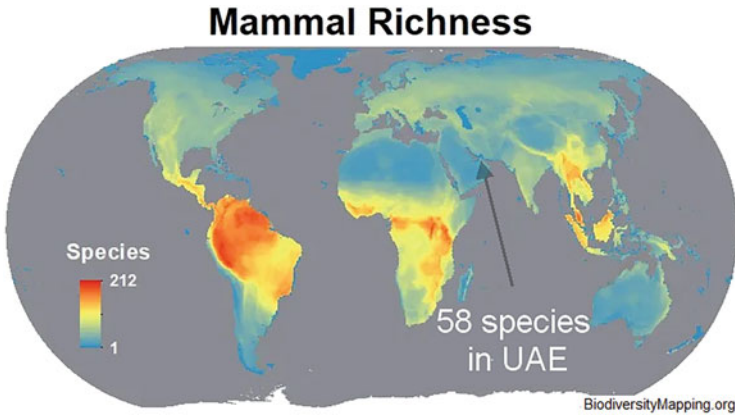 Mammal Richness
Species
212
1
58 species
in UAE
BiodiversityMapping.org